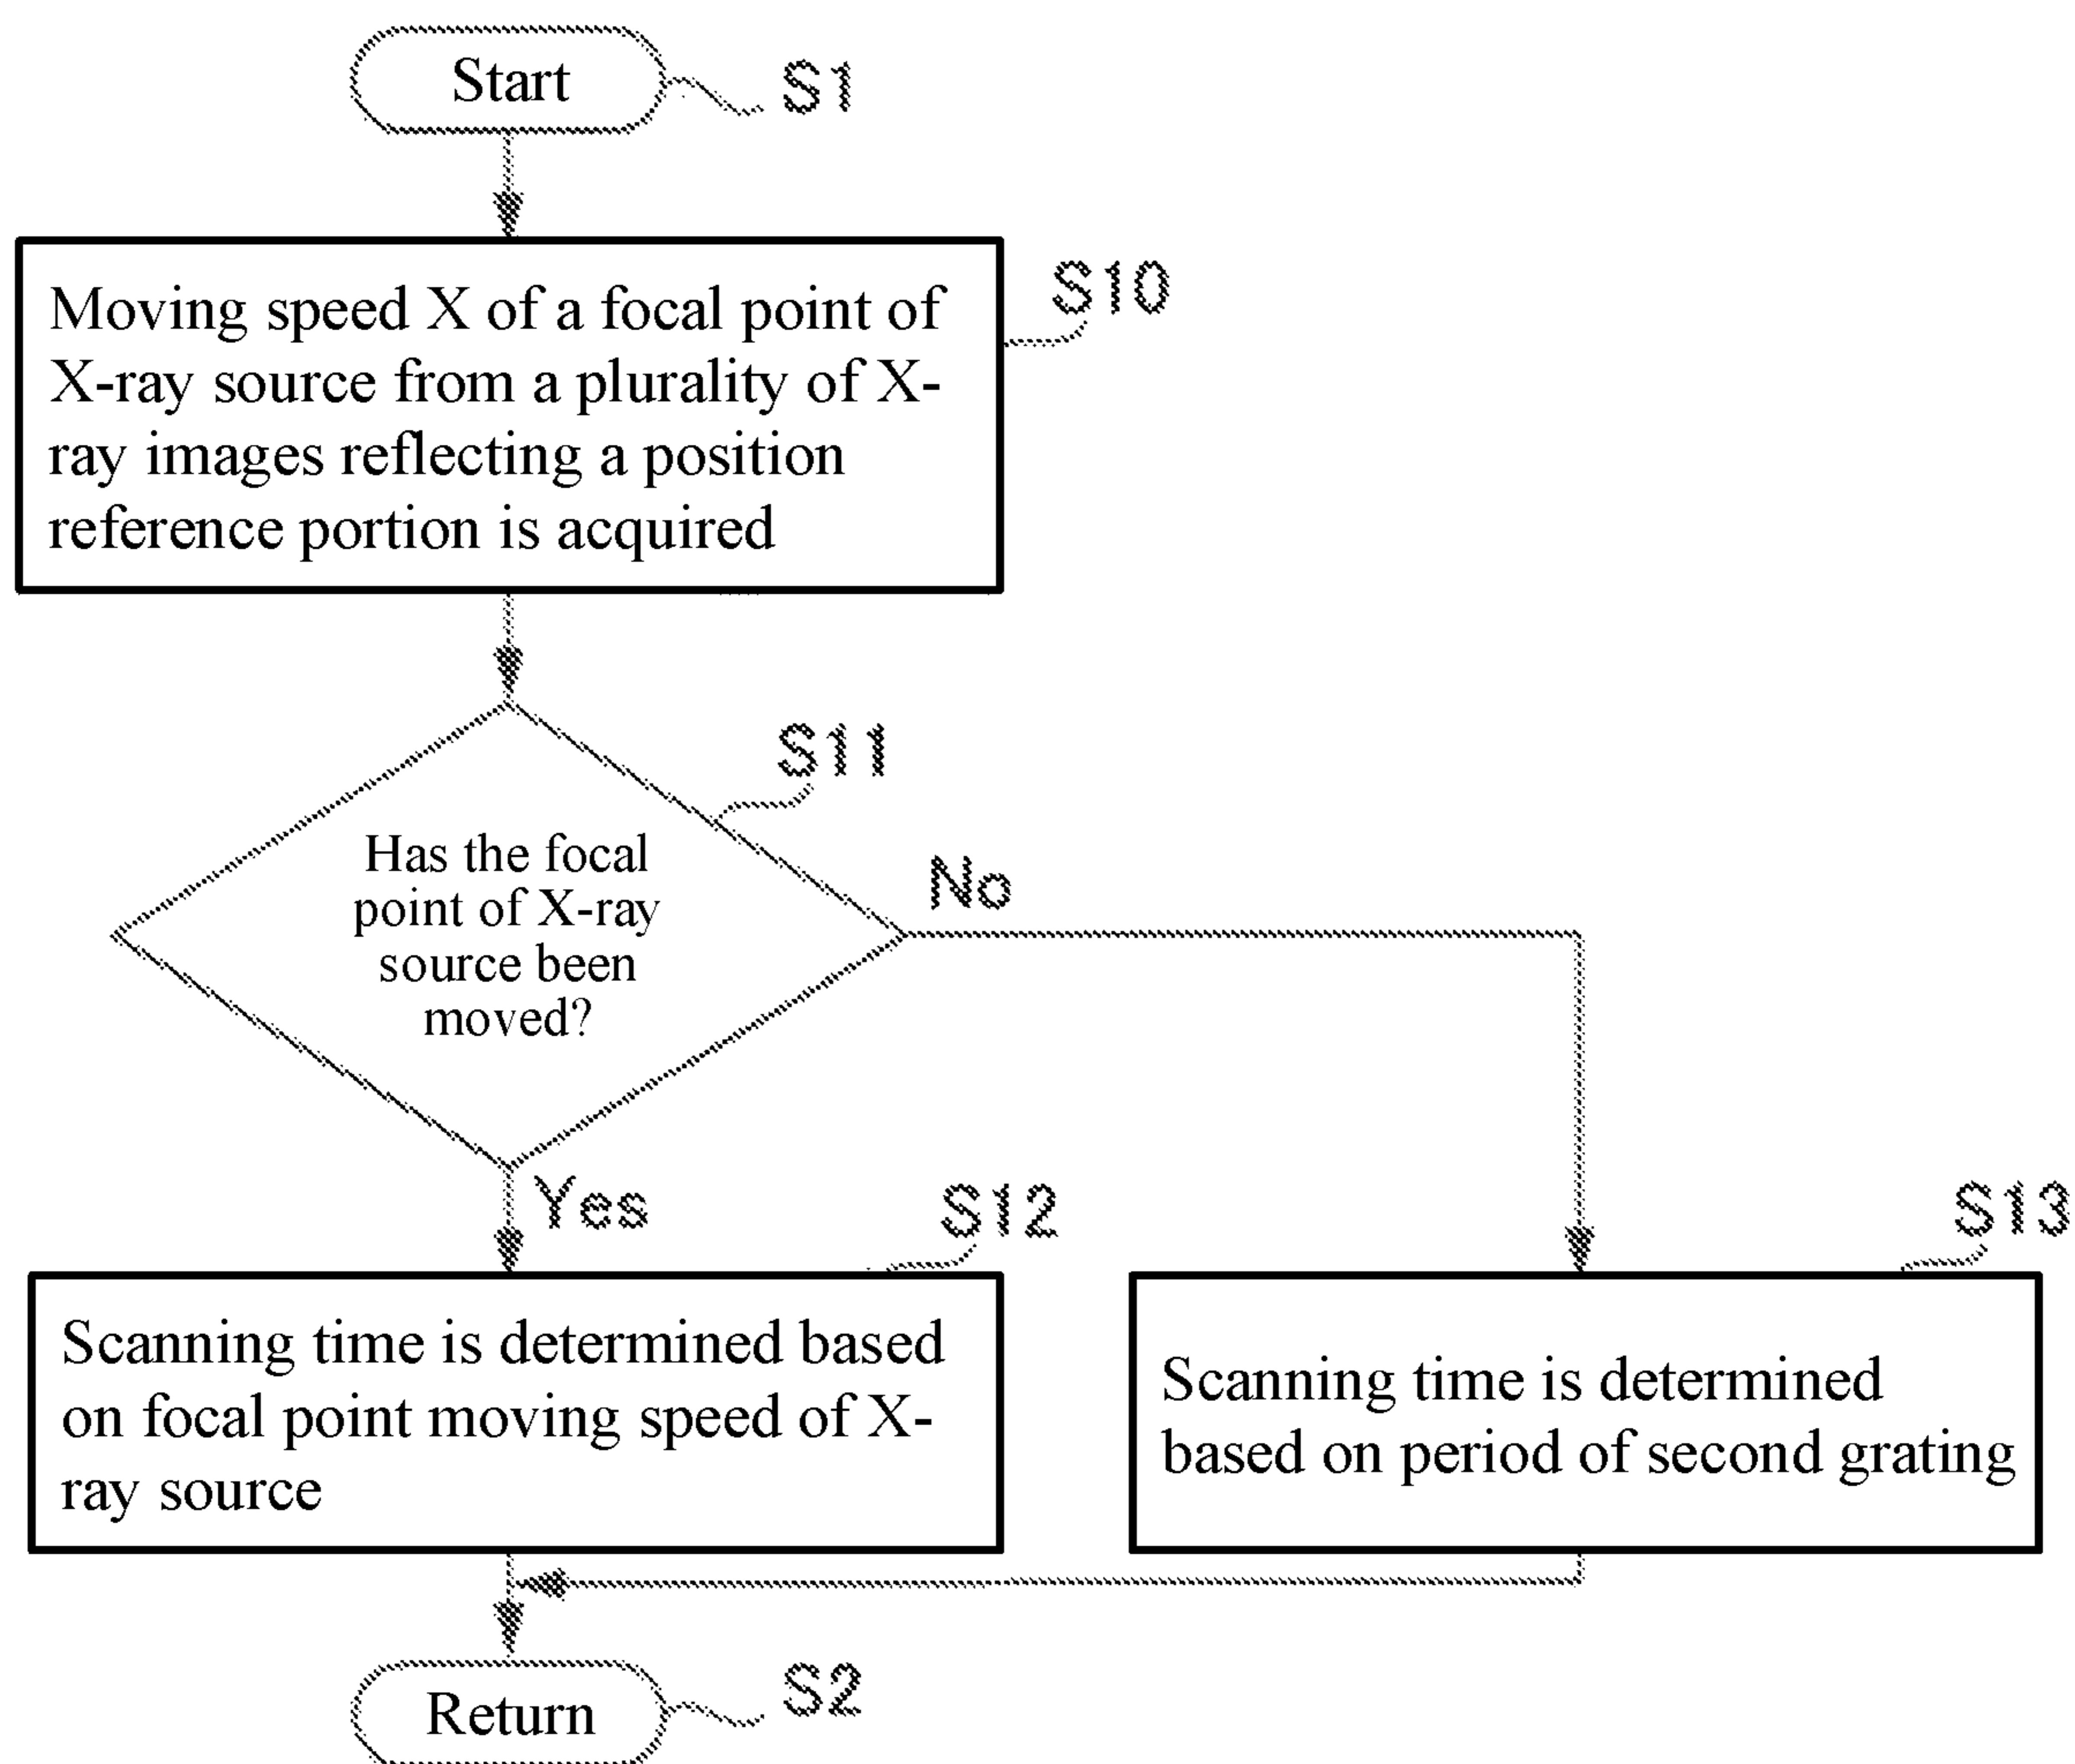 Start
S1
Moving speed X of a focal point of
X-ray source from a plurality of X-
ray images reflecting a position
reference portion is acquired
S10
S11
Has the focal
point of X-ray
source been
moved?
No
Yes
S12
S13
Scanning time is determined based
on focal point moving speed of X-
ray source
Scanning time is determined
based on period of second grating
Return
S2